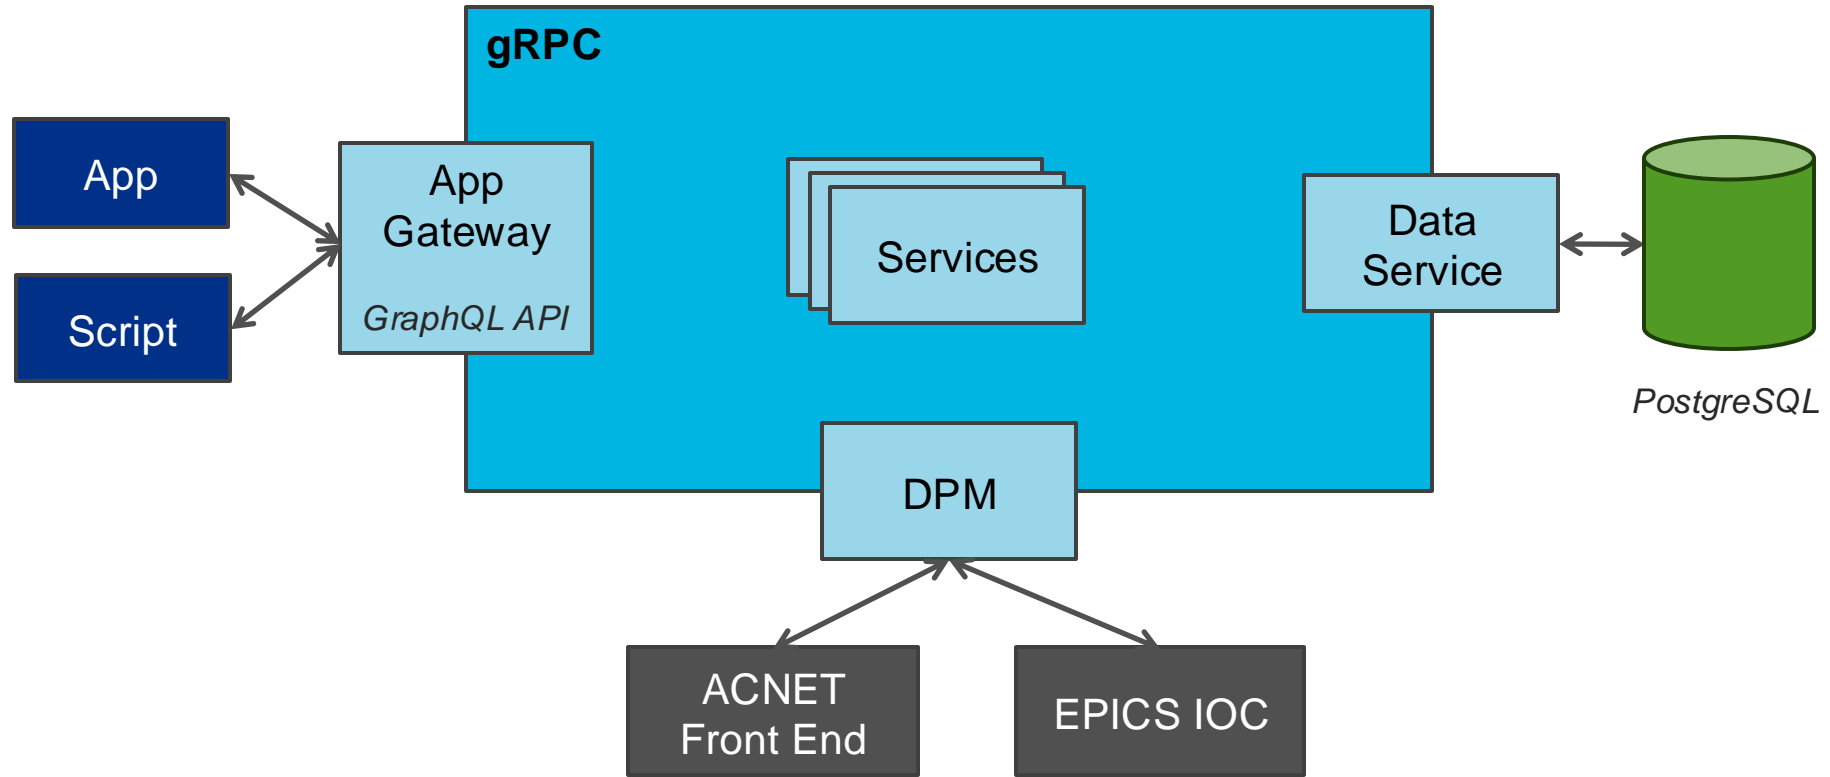 gRPC
App
App
Gateway
GraphQL API
Script
Services
Data
Service
PostgreSQL
DPM
ACNET
Front End
EPICS IOC